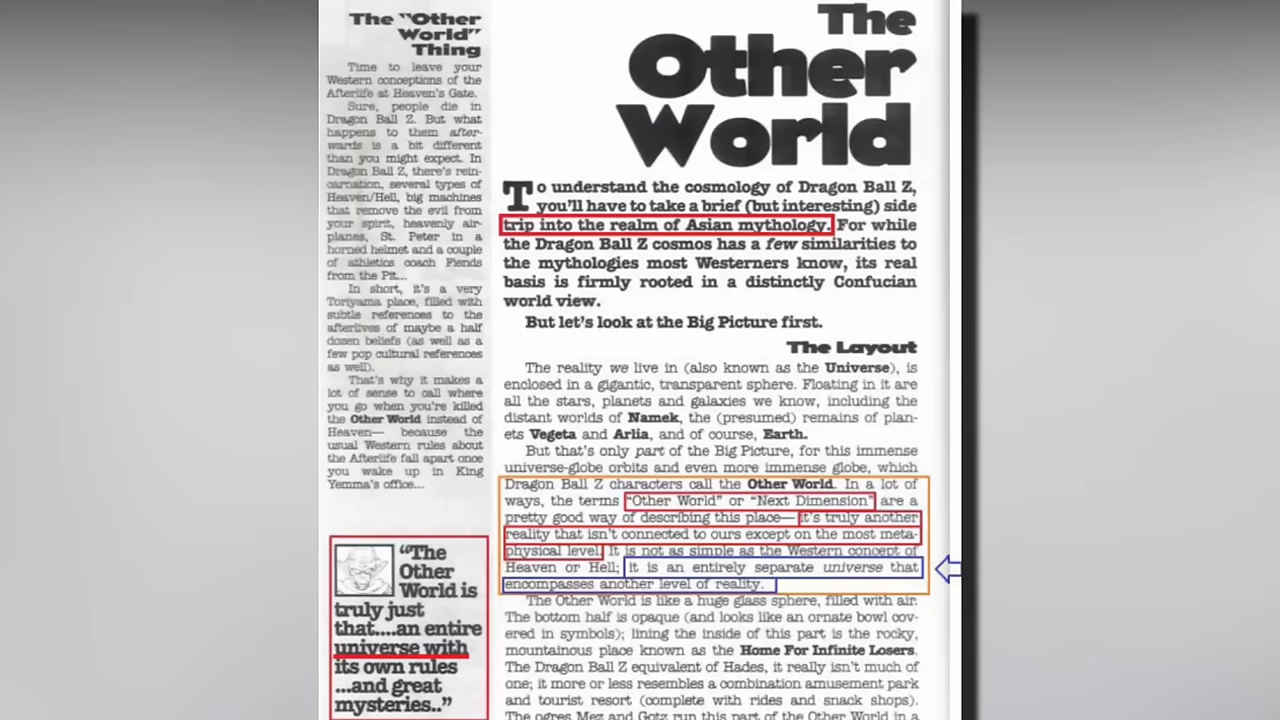 The "Other
World"
Thing
Time to leave your
Western conceptions of the
Afterlife at Heaven's Gate.
Sure, people die in
Dragon Ball Z. But what
happens to them after-
wards is a bit different
than you might expect. In
Dragon Ball Z, there's rein-
carnation, several types of
Heaven/Hell, big machines
that remove the evil from
your spirit, heavenly air-
planes, St. Peter in a
horned helmet and a couple
of athletics coach Fiends
from the Pit...
In short, it's a very
Toriyama place, filled with
subtle references to the
afterlives of maybe a half
dozen beliefs (as well as a
few pop cultural references
as well).
That's why it makes a
lot of sense to call where
you go when you're killed
the Other World instead of
Heaven— because the
usual Western rules about
the Afterlife fall apart once
you wake up in King
Yemma's office...
"The
Other
World is
truly just
that....an entire
universe with
its own rules
...and great
mysteries.."
The
Other
World
To understand the cosmology of Dragon Ball Z,
you'll have to take a brief (but interesting) side
trip into the realm of Asian mythology. For while
the Dragon Ball Z cosmos has a few similarities to
the mythologies most Westerners know, its real
basis is firmly rooted in a distinctly Confucian
world view.
But let's look at the Big Picture first.
The Layout
The reality we live in (also known as the Universe), is
enclosed in a gigantic, transparent sphere. Floating in it are
all the stars, planets and galaxies we know, including the
distant worlds of Namek, the (presumed) remains of plan-
ets Vegeta and Arlia, and of course, Earth.
But that's only part of the Big Picture, for this immense
universe-globe orbits and even more immense globe, which
Dragon Ball Z characters call the Other World. In a lot of
ways, the terms "Other World" or "Next Dimension" are a
pretty good way of describing this place— it's truly another
reality that isn't connected to ours except on the most meta-
physical level. It is not as simple as the Western concept of
Heaven or Hell; it is an entirely separate universe that
encompasses another level of reality.
The Other World is like a huge glass sphere, filled with air.
The bottom half is opaque (and looks like an ornate bowl cov-
ered in symbols); lining the inside of this part is the rocky,
mountainous place known as the Home For Infinite Losers.
The Dragon Ball Z equivalent of Hades, it really isn't much of
one; it more or less resembles a combination amusement park
and tourist resort (complete with rides and snack shops).
The ogres Mez and Gotz run this part of the Other World in a